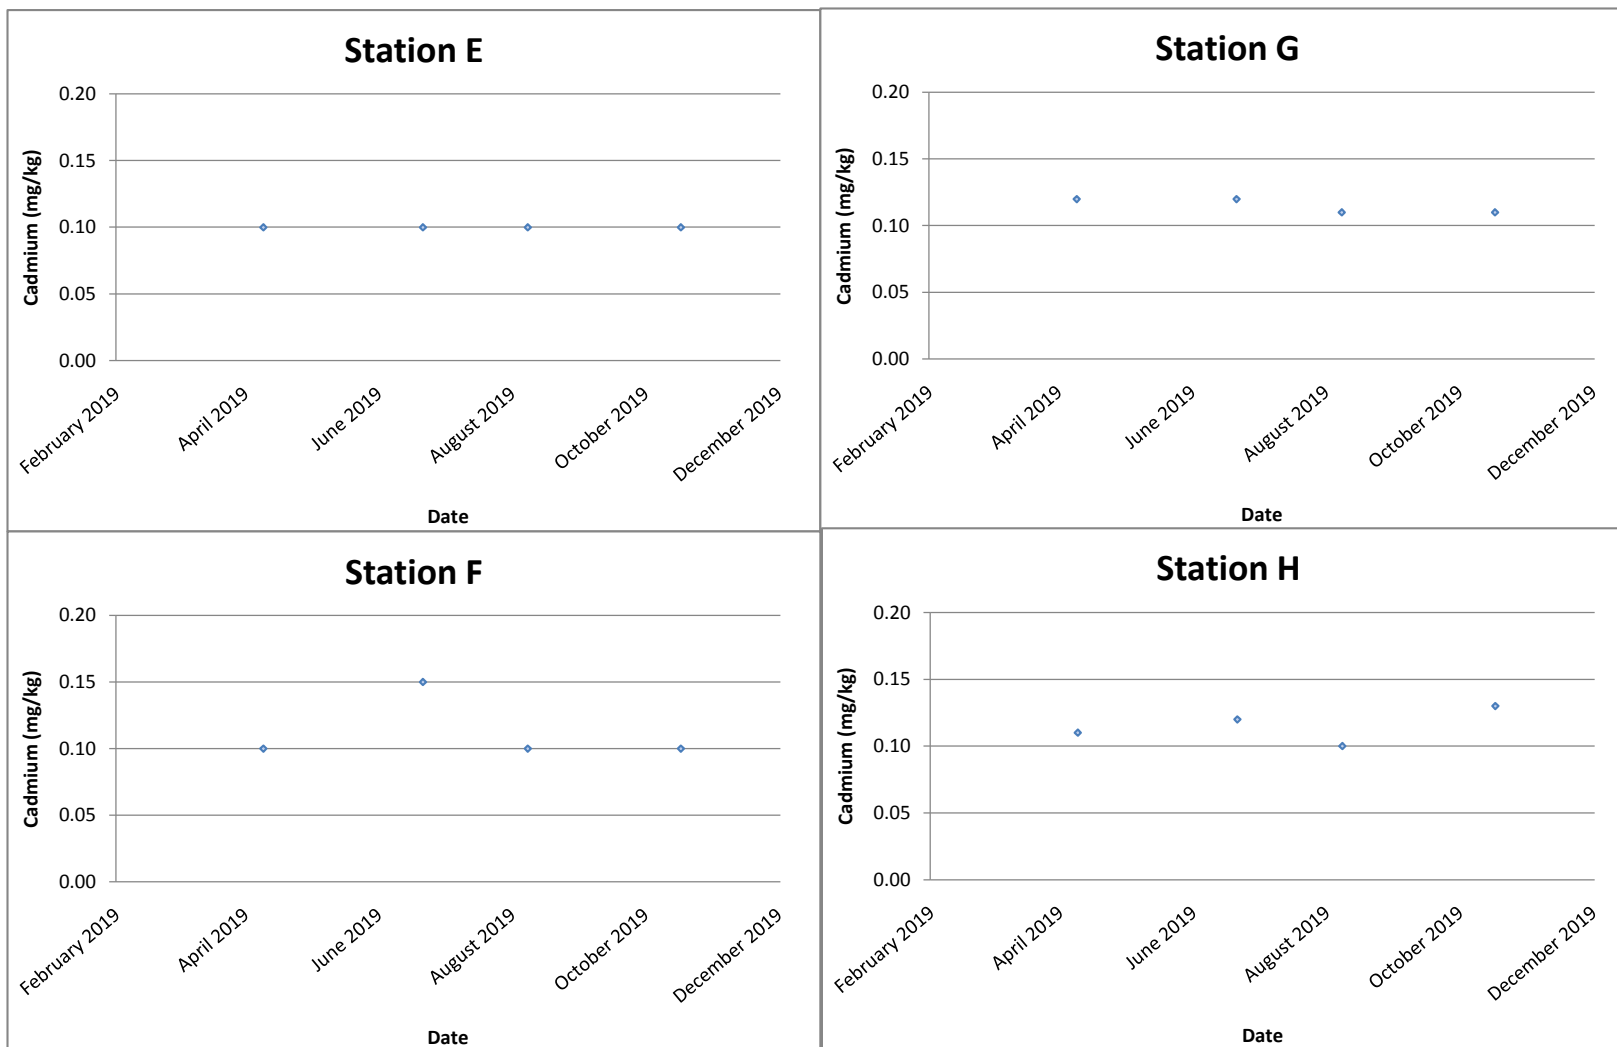 Station E
0.20
0.15
0.10
0.05
0.00
Cadmium (mg/kg)
February 2019
April 2019
June 2019
August 2019
October 2019
December 2019
Date
Station G
0.20
0.15
0.10
0.05
0.00
Cadmium (mg/kg)
February 2019
April 2019
June 2019
August 2019
October 2019
December 2019
Date
Station F
0.20
0.15
0.10
0.05
0.00
Cadmium (mg/kg)
February 2019
April 2019
June 2019
August 2019
October 2019
December 2019
Date
Station H
0.20
0.15
0.10
0.05
0.00
Cadmium (mg/kg)
February 2019
April 2019
June 2019
August 2019
October 2019
December 2019
Date